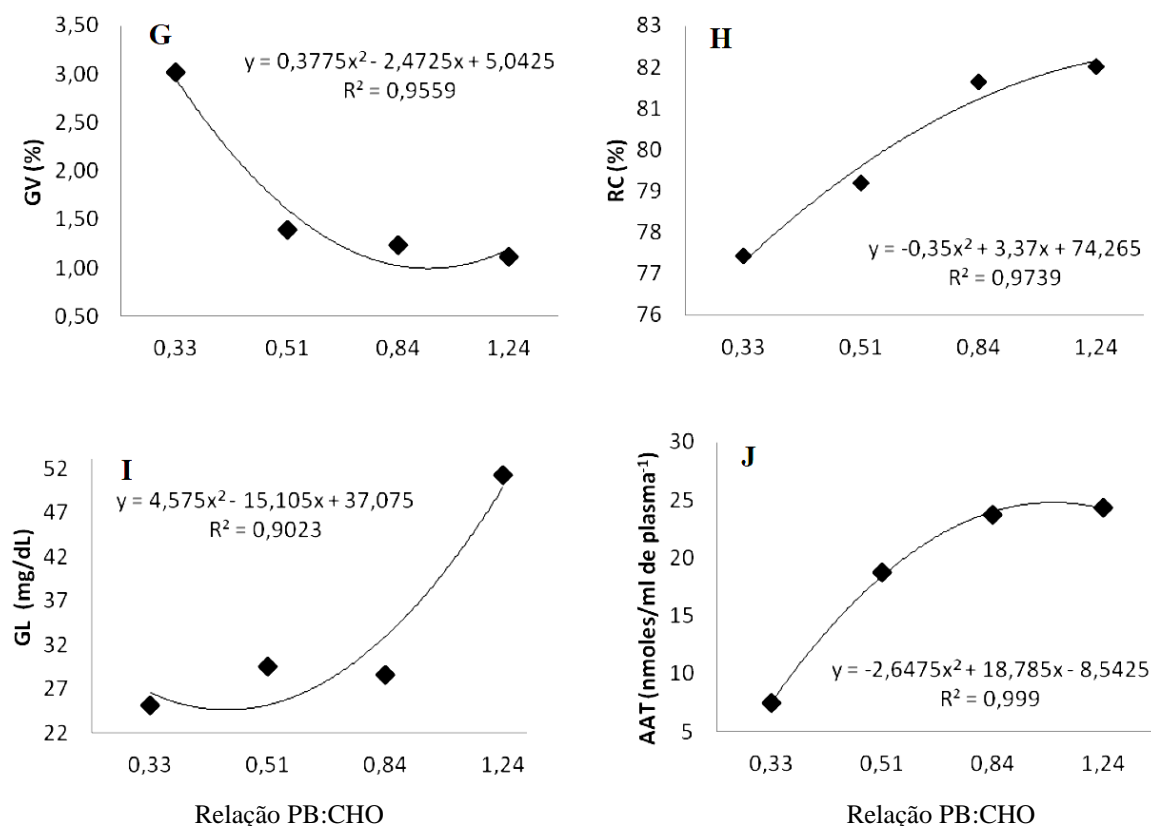 G
y = 0,3775x² - 2,4725x + 5,0425
R² = 0,9559
GV (%)
3,50
3,00
2,50
2,00
1,50
1,00
0,50
0,33 0,51 0,84 1,24
H
y = -0,35x² + 3,37x + 74,265
R² = 0,9739
RC (%)
83
82
81
80
79
78
77
76
0,33 0,51 0,84 1,24
I
y = 4,575x² - 15,105x + 37,075
R² = 0,9023
GL (mg/dL)
52
47
42
37
32
27
22
0,33 0,51 0,84 1,24
Relação PB:CHO
J
y = -2,6475x² + 18,785x - 8,5425
R² = 0,999
AAT (nmoles/ml de plasma⁻¹)
30
25
20
15
10
5
0,33 0,51 0,84 1,24
Relação PB:CHO